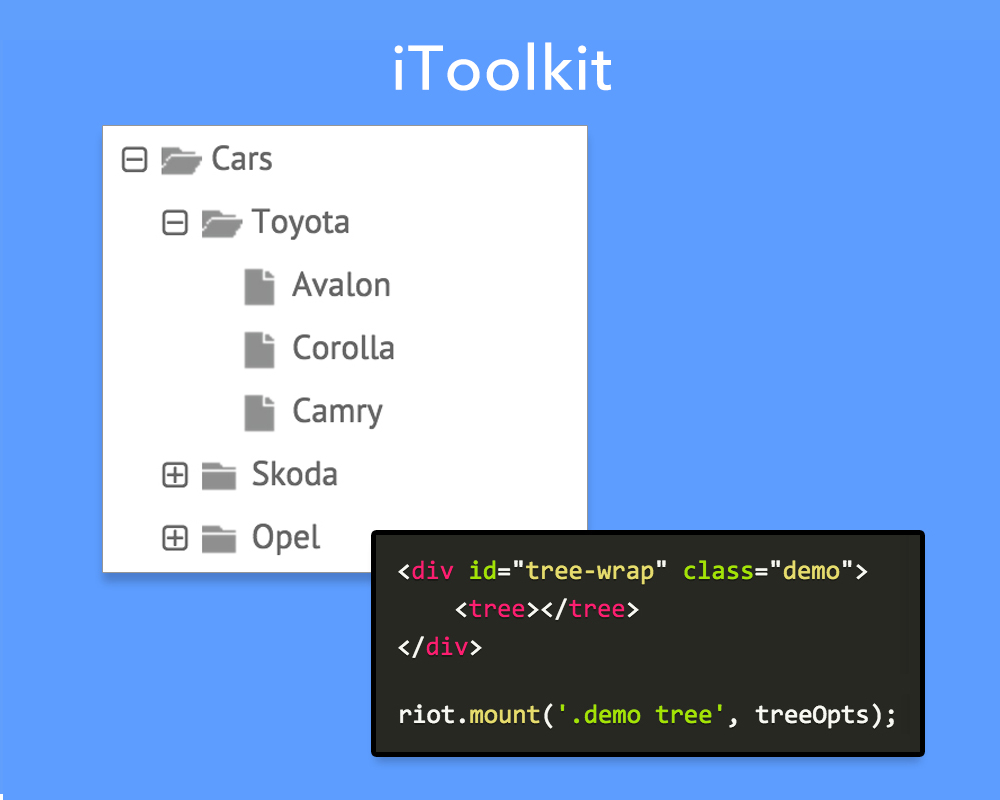 iToolkit
Cars
Toyota
Avalon
Corolla
Camry
Skoda
Opel
<div id="tree-wrap" class="demo">
    <tree></tree>
</div>
riot.mount('.demo tree', treeOpts);